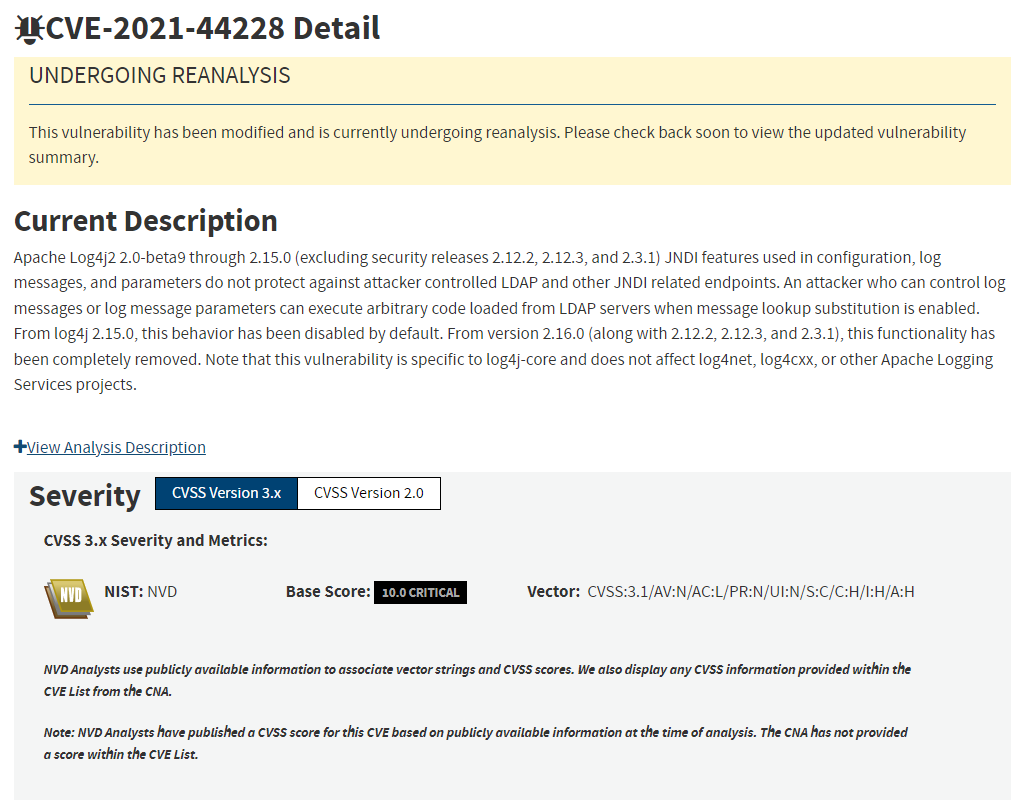 CVE-2021-44228 Detail
UNDERGOING REANALYSIS
This vulnerability has been modified and is currently undergoing reanalysis. Please check back soon to view the updated vulnerability
summary.
Current Description
Apache Log4j2 2.0-beta9 through 2.15.0 (excluding security releases 2.12.2, 2.12.3, and 2.3.1) JNDI features used in configuration, log
messages, and parameters do not protect against attacker controlled LDAP and other JNDI related endpoints. An attacker who can control log
messages or log message parameters can execute arbitrary code loaded from LDAP servers when message lookup substitution is enabled.
From log4j 2.15.0, this behavior has been disabled by default. From version 2.16.0 (along with 2.12.2, 2.12.3, and 2.3.1), this functionality has
been completely removed. Note that this vulnerability is specific to log4j-core and does not affect log4net, log4cxx, or other Apache Logging
Services projects.
View Analysis Description
Severity CVSS Version 3.x CVSS Version 2.0
CVSS 3.x Severity and Metrics:
NVD NIST: NVD Base Score: 10.0 CRITICAL Vector: CVSS:3.1/AV:N/AC:L/PR:N/UI:N/S:C/C:H/I:H/A:H
NVD Analysts use publicly available information to associate vector strings and CVSS scores. We also display any CVSS information provided within the
CVE List from the CNA.
Note: NVD Analysts have published a CVSS score for this CVE based on publicly available information at the time of analysis. The CNA has not provided
a score within the CVE List.